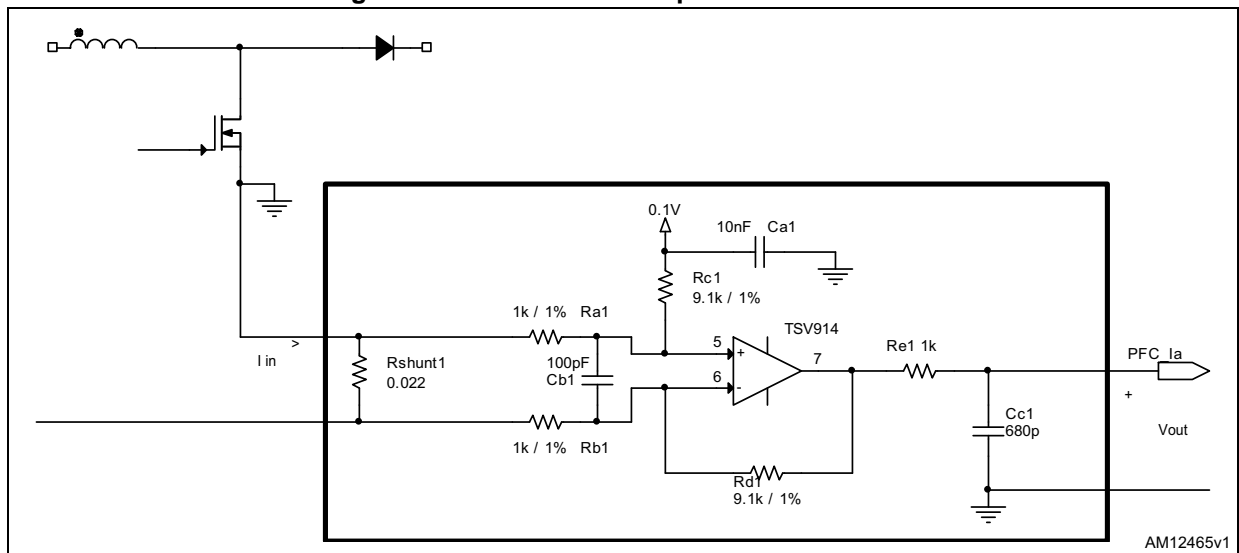 0.1V
10nF Ca1
Rc1
9.1k / 1%
1k / 1% Ra1
TSV914
I in
>
Rshunt1
0.022
100pF
Cb1
5
+
6
-
7
Re1 1k
PFC_Ia
+
Vout
Cc1
680p
1k / 1% Rb1
Rd1
9.1k / 1%
AM12465v1